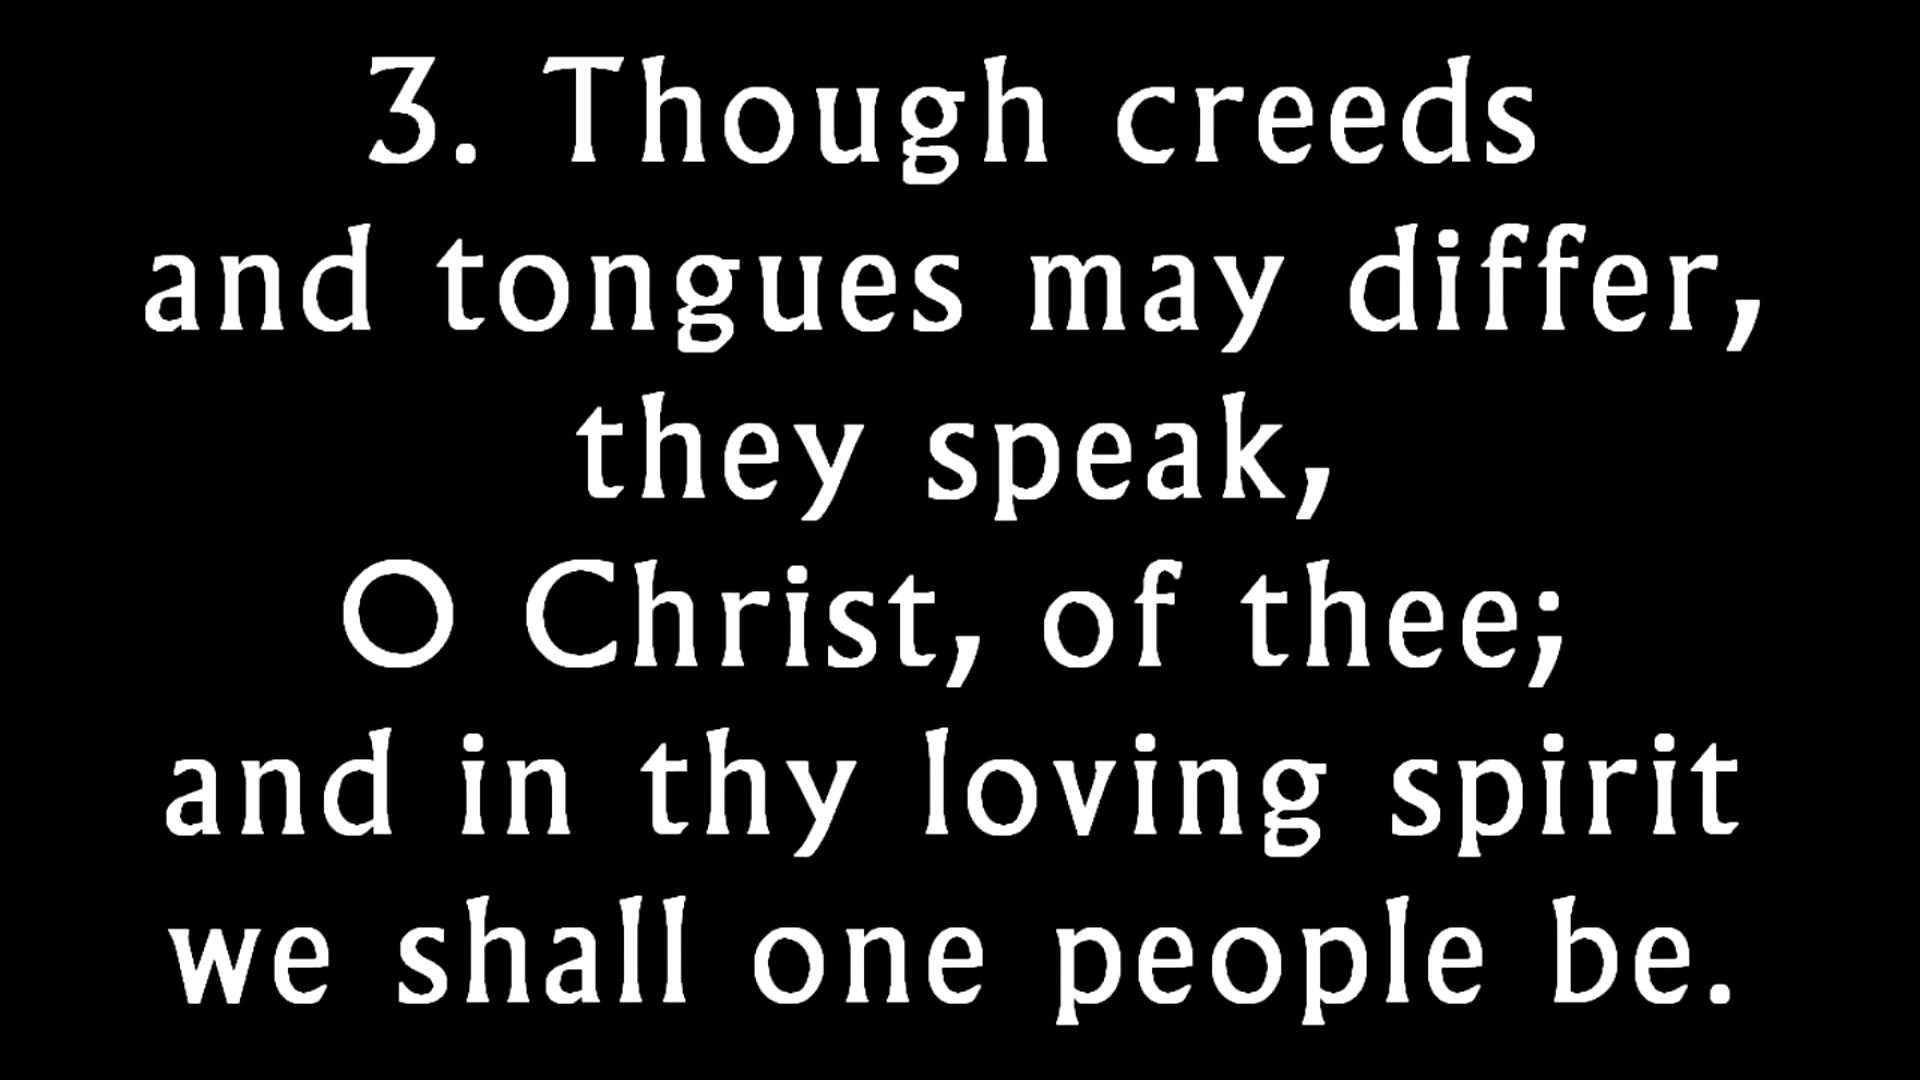 3. Though creeds
and tongues may differ,
they speak,
O Christ, of thee;
and in thy loving spirit
we shall one people be.